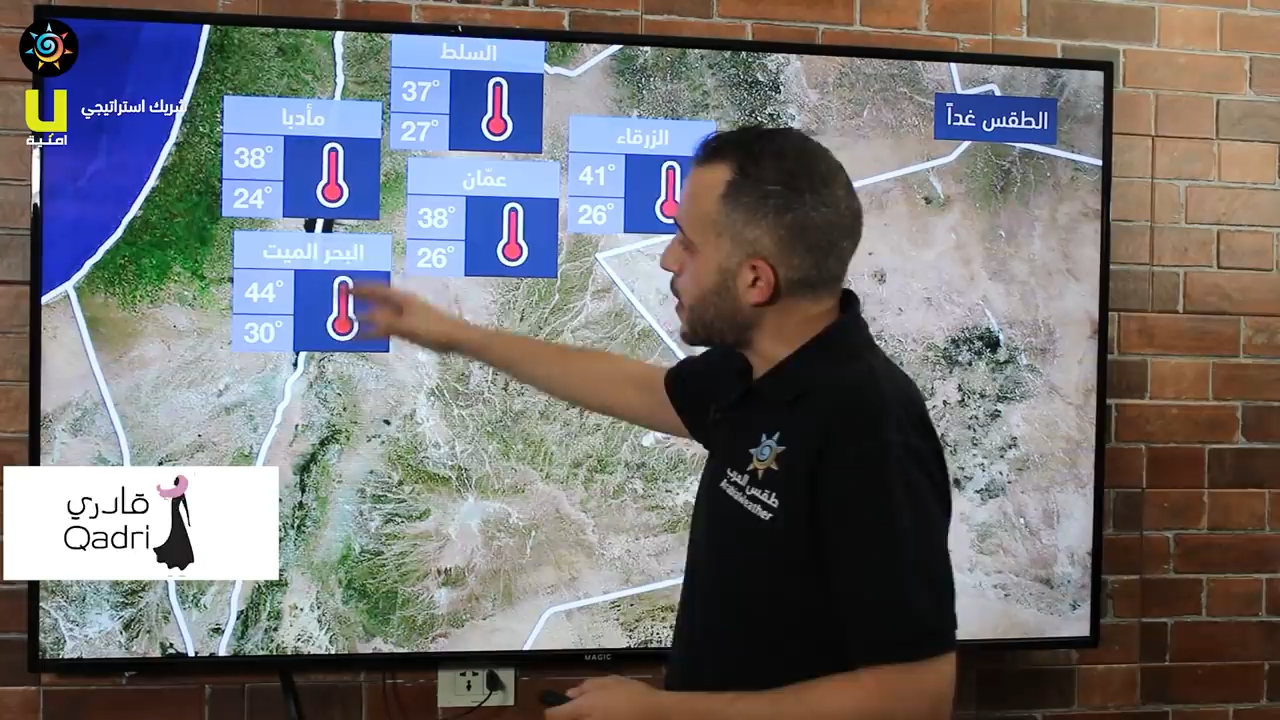 شريك استراتيجي
امنية
الطقس غداً
السلط
37°
27°
مأدبا
38°
24°
الزرقاء
41°
26°
عمّان
38°
26°
البحر الميت
44°
30°
طقس العرب
ArabiaWeather
قادري
Qadri
MAGIC